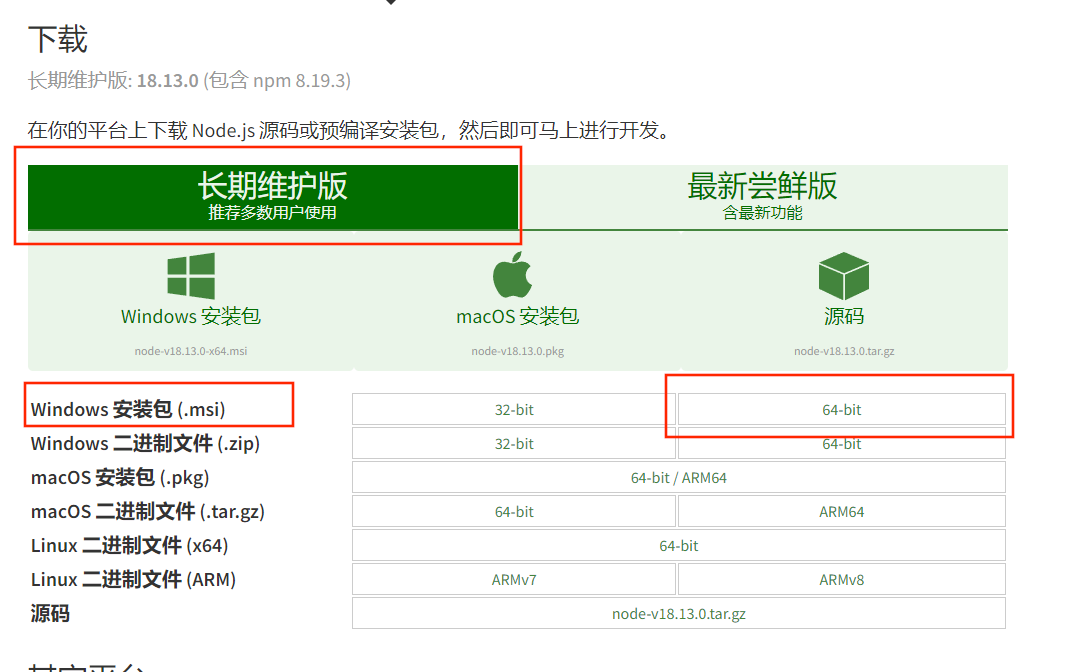 下载
长期维护版: 18.13.0 (包含 npm 8.19.3)
在你的平台上下载 Node.js 源码或预编译安装包，然后即可马上进行开发。
长期维护版 最新尝鲜版
推荐多数用户使用 含最新功能
Windows 安装包 macOS 安装包 源码
node-v18.13.0-x64.msi node-v18.13.0.pkg node-v18.13.0.tar.gz
Windows 安装包 (.msi) 32-bit 64-bit
Windows 二进制文件 (.zip) 32-bit 64-bit
macOS 安装包 (.pkg) 64-bit / ARM64
macOS 二进制文件 (.tar.gz) 64-bit ARM64
Linux 二进制文件 (x64) 64-bit
Linux 二进制文件 (ARM) ARMv7 ARMv8
源码 node-v18.13.0.tar.gz